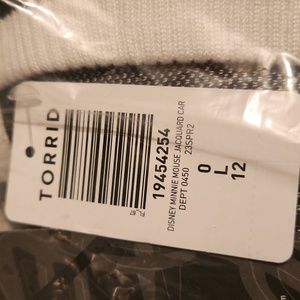 TORRID
19454254
DISNEY MINNIE MOUSE JACQUARD CAR
DEPT 0450 23SPR2
0
L
12